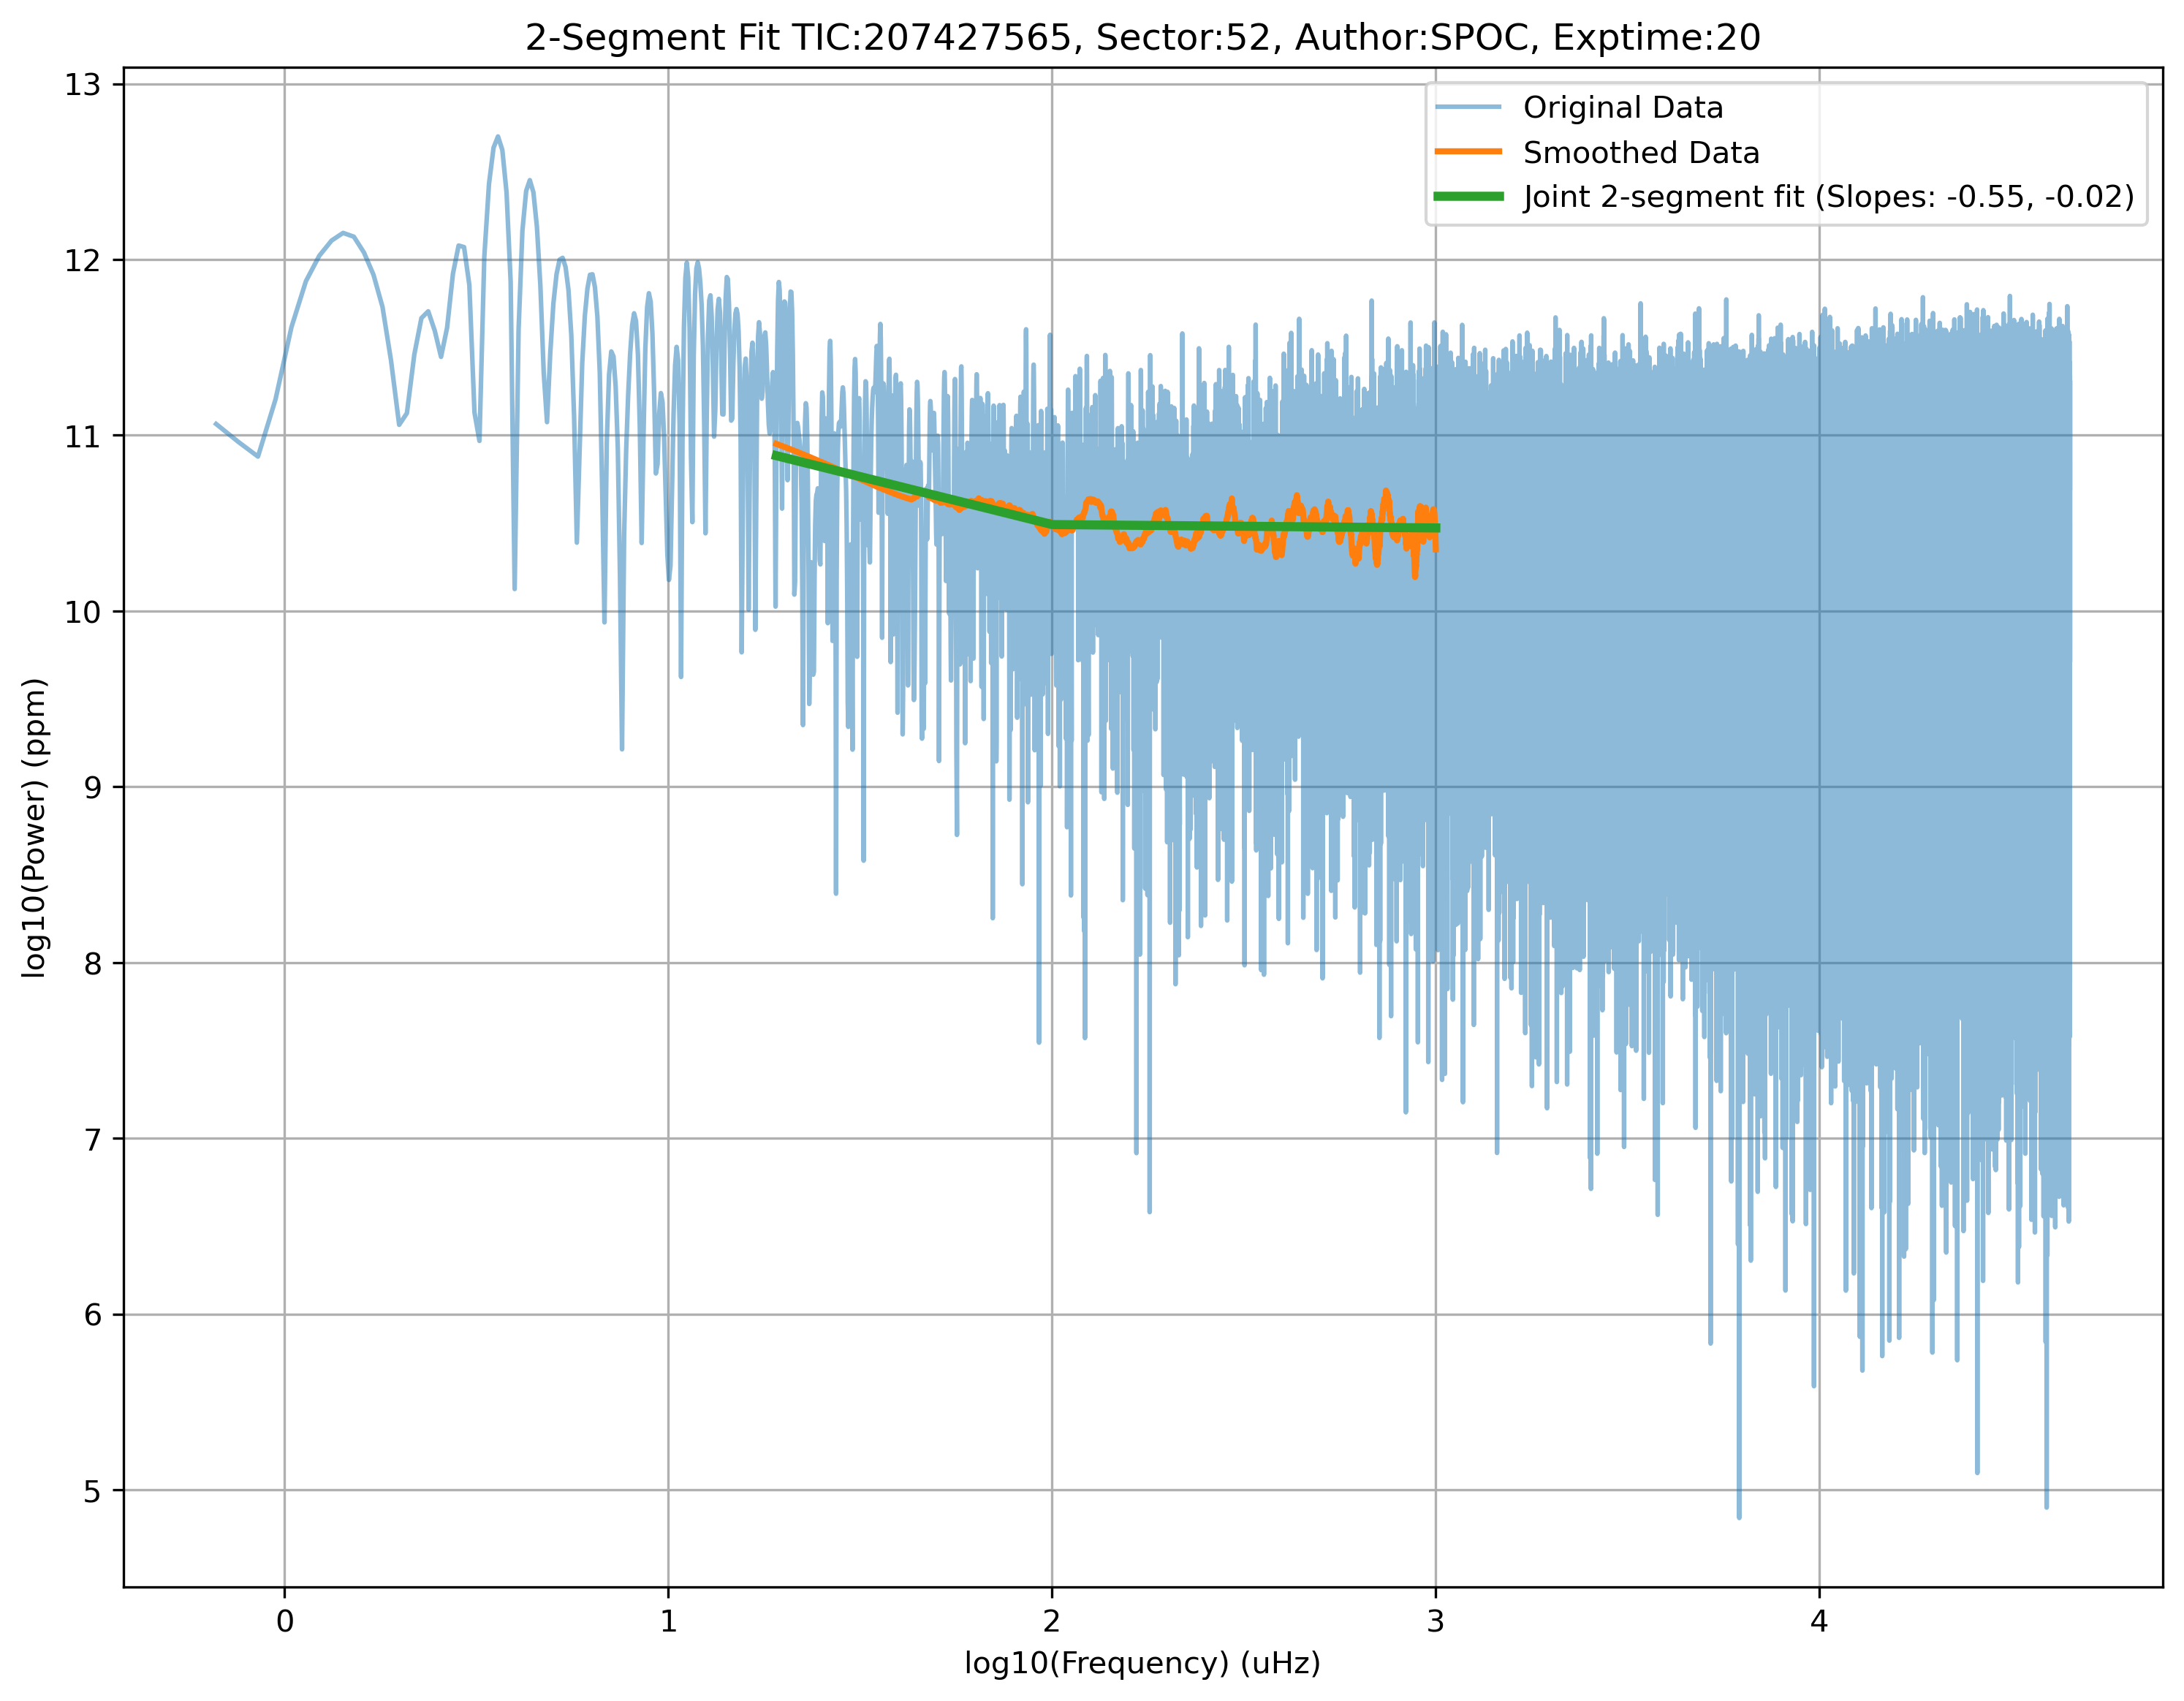 2-Segment Fit TIC:207427565, Sector:52, Author:SPOC, Exptime:20
Original Data
Smoothed Data
Joint 2-segment fit (Slopes: -0.55, -0.02)
log10(Power) (ppm)
13
12
11
10
9
8
7
6
5
0
1
2
3
4
log10(Frequency) (uHz)